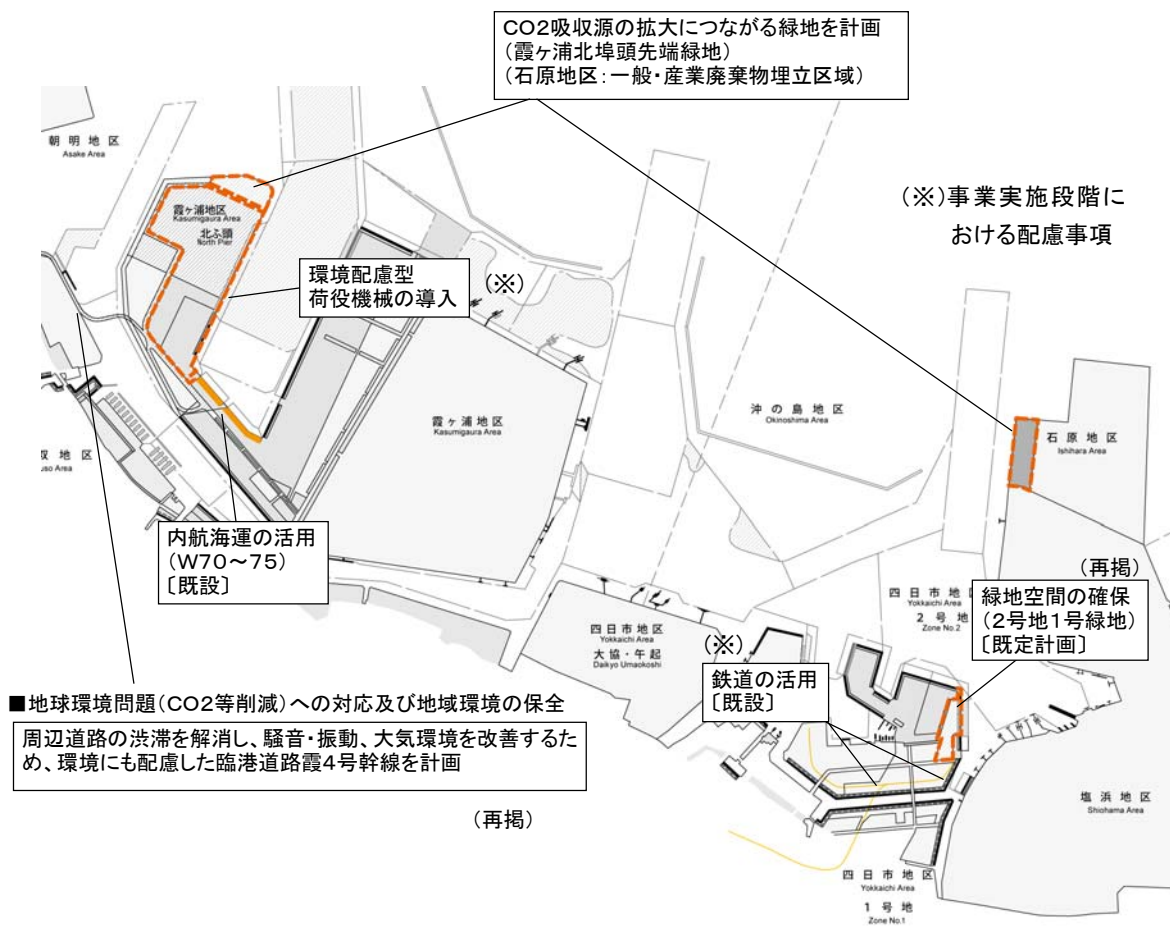 CO2吸収源の拡大につながる緑地を計画
(霞ヶ浦北埠頭先端緑地)
(石原地区:一般・産業廃棄物埋立区域)
朝明地区
Asake Area
(※)事業実施段階に
おける配慮事項
霞ヶ浦地区
Kasumigaura Area
北ふ頭
North Pier
環境配慮型
荷役機械の導入
(※)
霞ヶ浦地区
Kasumigaura Area
沖の島地区
Okinoshima Area
石原地区
Ishihara Area
地区
uso Area
内航海運の活用
(W70~75)
〔既設〕
(再掲)
緑地空間の確保
(2号地1号緑地)
〔既定計画〕
四日市地区
Yokkaichi Area
2号地
Zone No.2
四日市地区
Yokkaichi Area
大協・午起
Daikyo Umaokoshi
(※)
鉄道の活用
〔既設〕
■地球環境問題(CO2等削減)への対応及び地域環境の保全
周辺道路の渋滞を解消し、騒音・振動、大気環境を改善するた
め、環境にも配慮した臨港道路霞4号幹線を計画
(再掲)
塩浜地区
Shiohama Area
四日市地区
Yokkaichi Area
1号地
Zone No.1